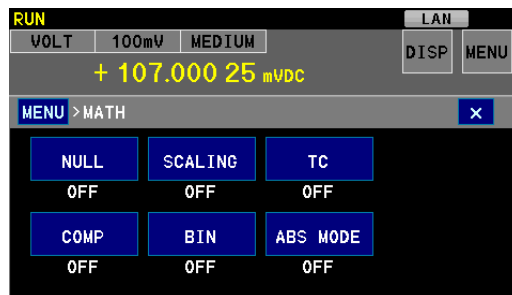 RUN LAN
VOLT 100mV MEDIUM DISP MENU
+ 107.000 25 mVDC
MENU >MATH ×
NULL SCALING TC
OFF OFF OFF
COMP BIN ABS MODE
OFF OFF OFF